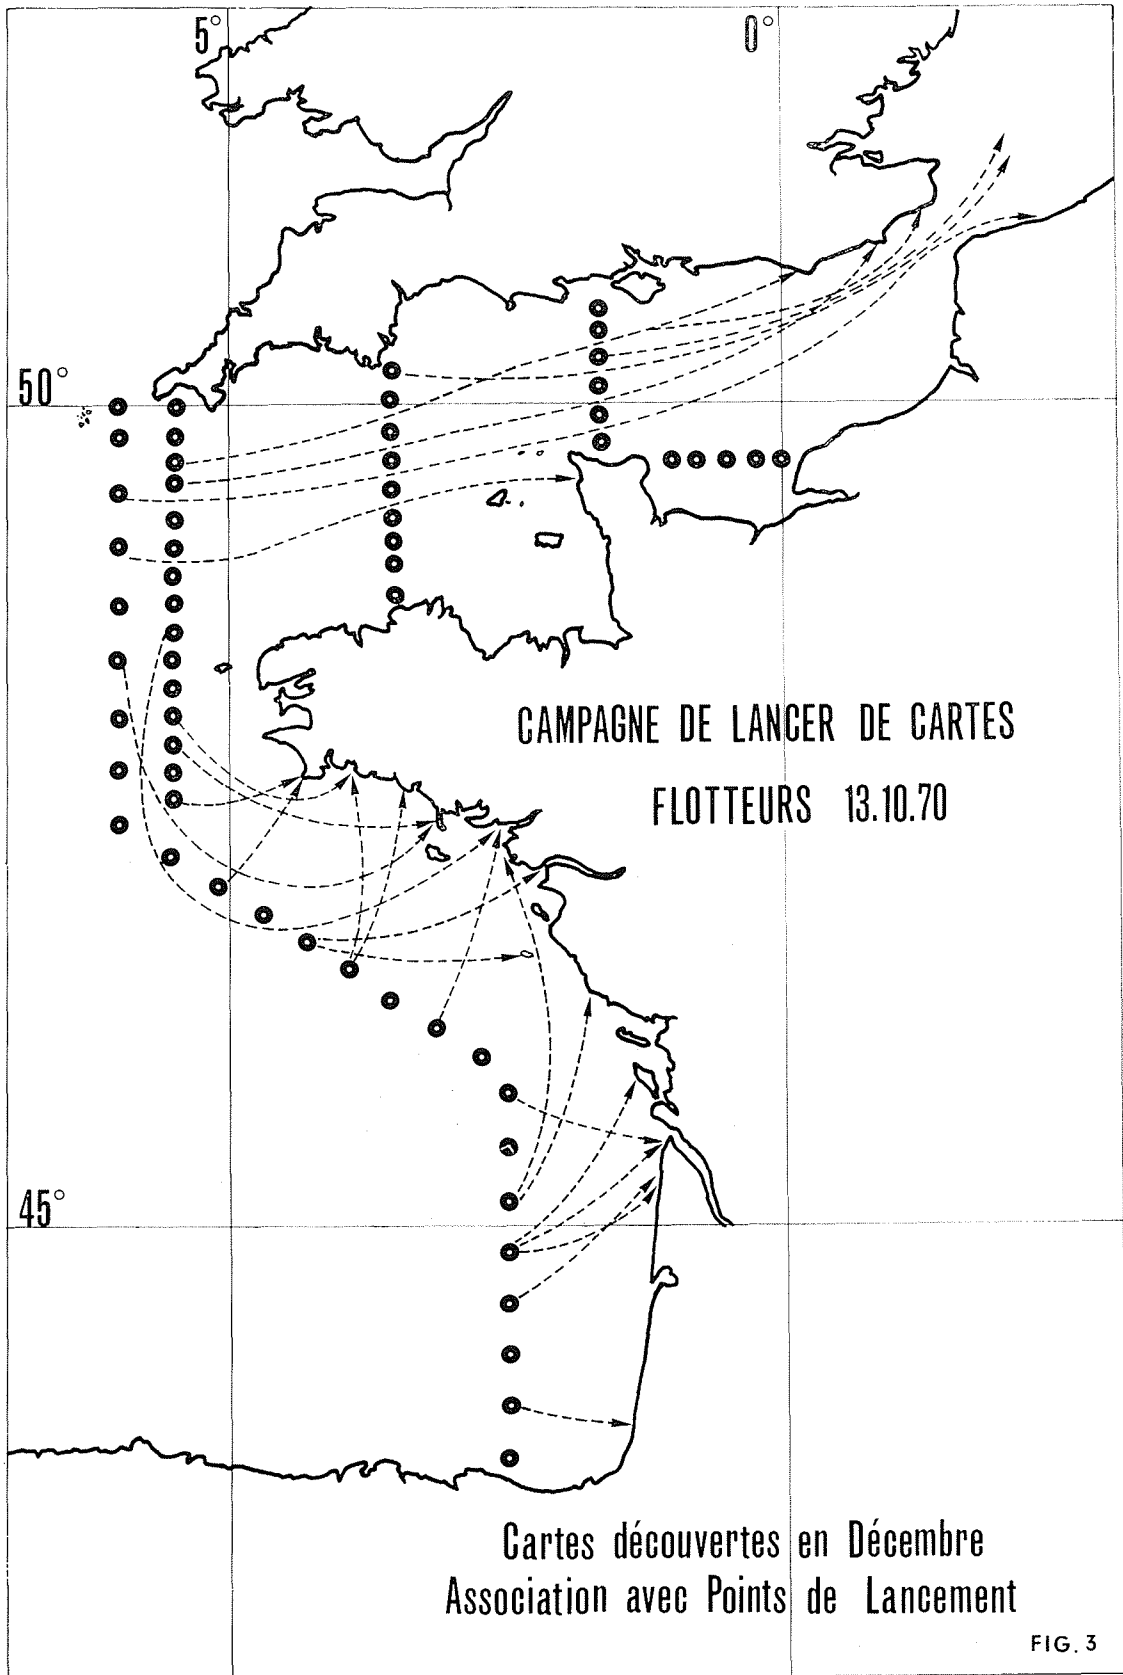 5°
0°
50°
CAMPAGNE DE LANCER DE CARTES
FLOTTEURS 13.10.70
45°
Cartes découvertes en Décembre
Association avec Points de Lancement
FIG. 3